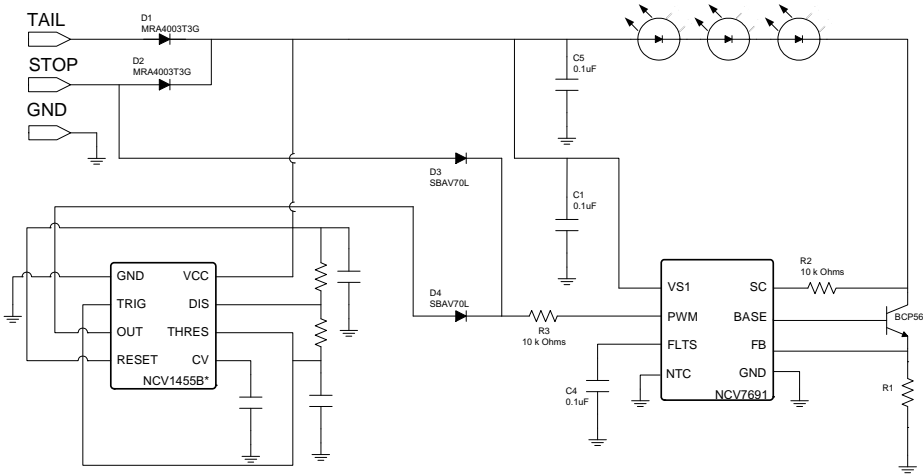 TAIL
D1
MRA4003T3G
STOP
D2
MRA4003T3G
GND
C5
0.1uF
D3
SBAV70L
C1
0.1uF
GND
VCC
TRIG
DIS
OUT
THRES
RESET
CV
NCV1455B*
D4
SBAV70L
R3
10 k Ohms
C4
0.1uF
VS1
SC
PWM
BASE
FLTS
FB
NTC
GND
NCV7691
R2
10 k Ohms
BCP56
R1